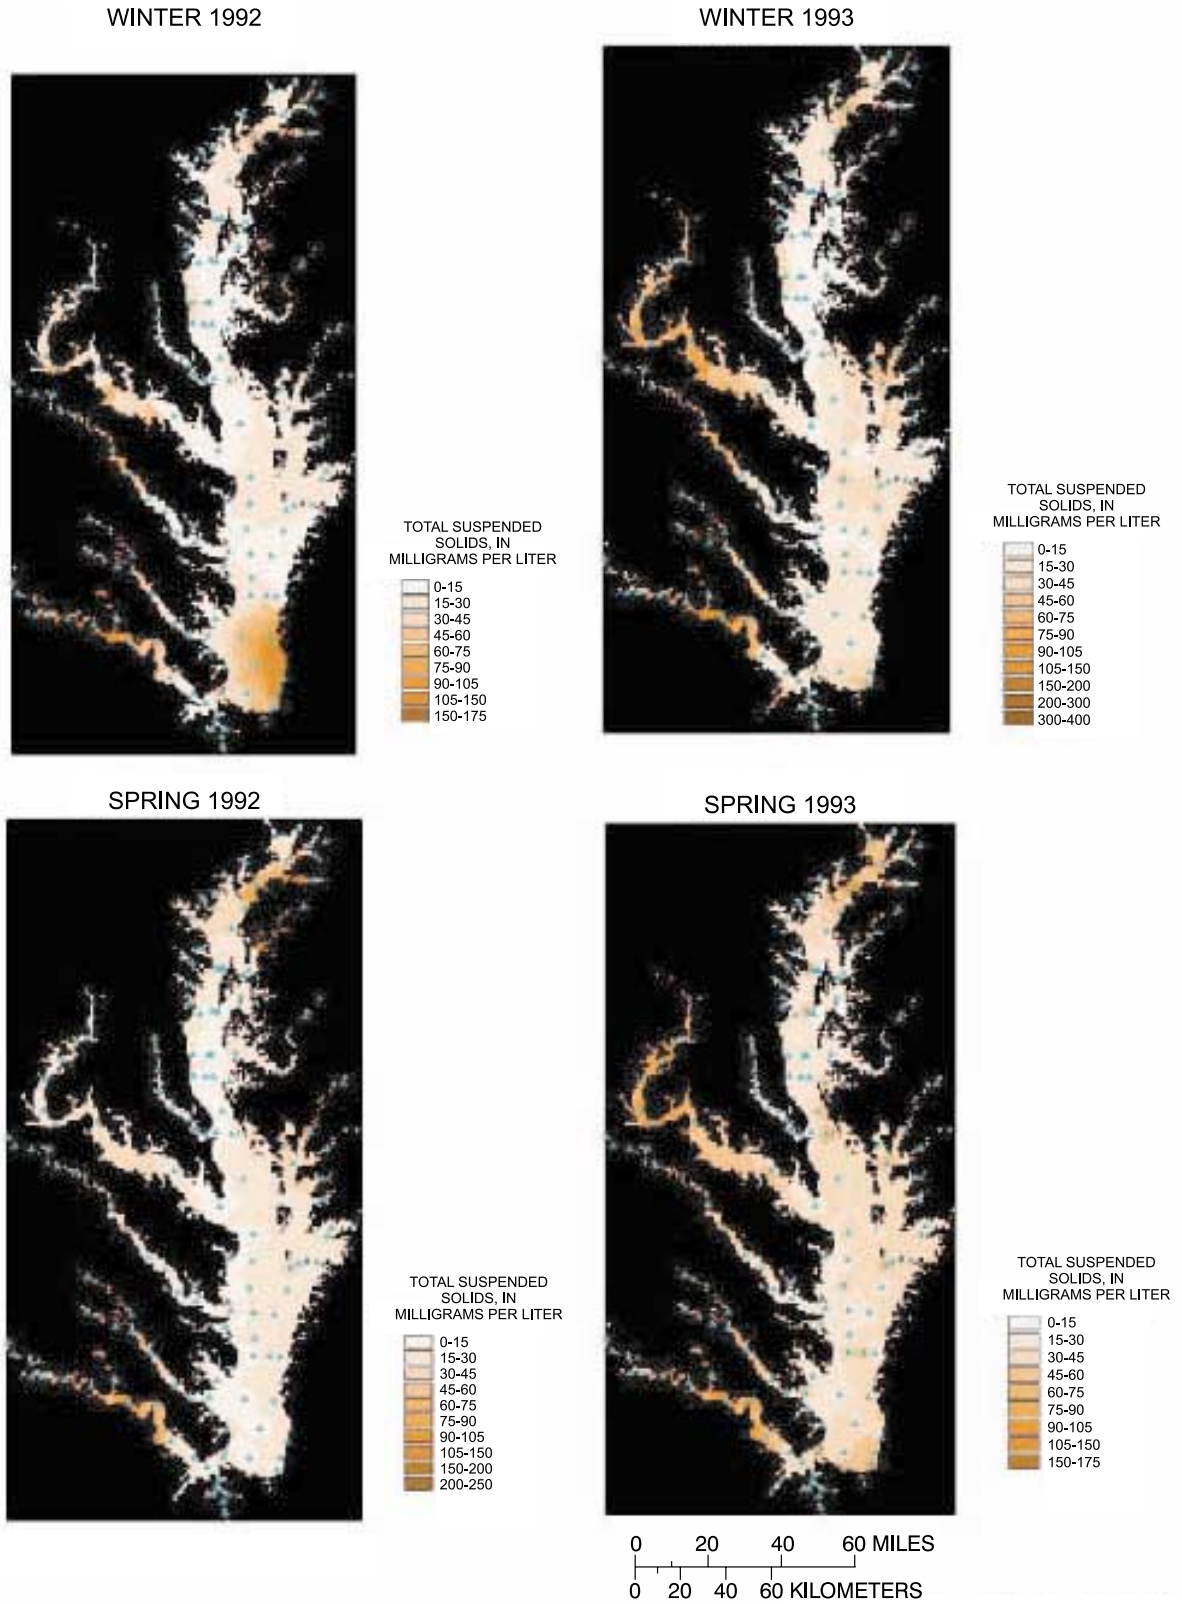 WINTER 1992
WINTER 1993
TOTAL SUSPENDED
SOLIDS, IN
MILLIGRAMS PER LITER
0-15
15-30
30-45
45-60
60-75
75-90
90-105
105-150
150-175
TOTAL SUSPENDED
SOLIDS, IN
MILLIGRAMS PER LITER
0-15
15-30
30-45
45-60
60-75
75-90
90-105
105-150
150-200
200-300
300-400
SPRING 1992
SPRING 1993
TOTAL SUSPENDED
SOLIDS, IN
MILLIGRAMS PER LITER
0-15
15-30
30-45
45-60
60-75
75-90
90-105
105-150
150-200
200-250
TOTAL SUSPENDED
SOLIDS, IN
MILLIGRAMS PER LITER
0-15
15-30
30-45
45-60
60-75
75-90
90-105
105-150
150-175
0 20 40 60 MILES
0 20 40 60 KILOMETERS